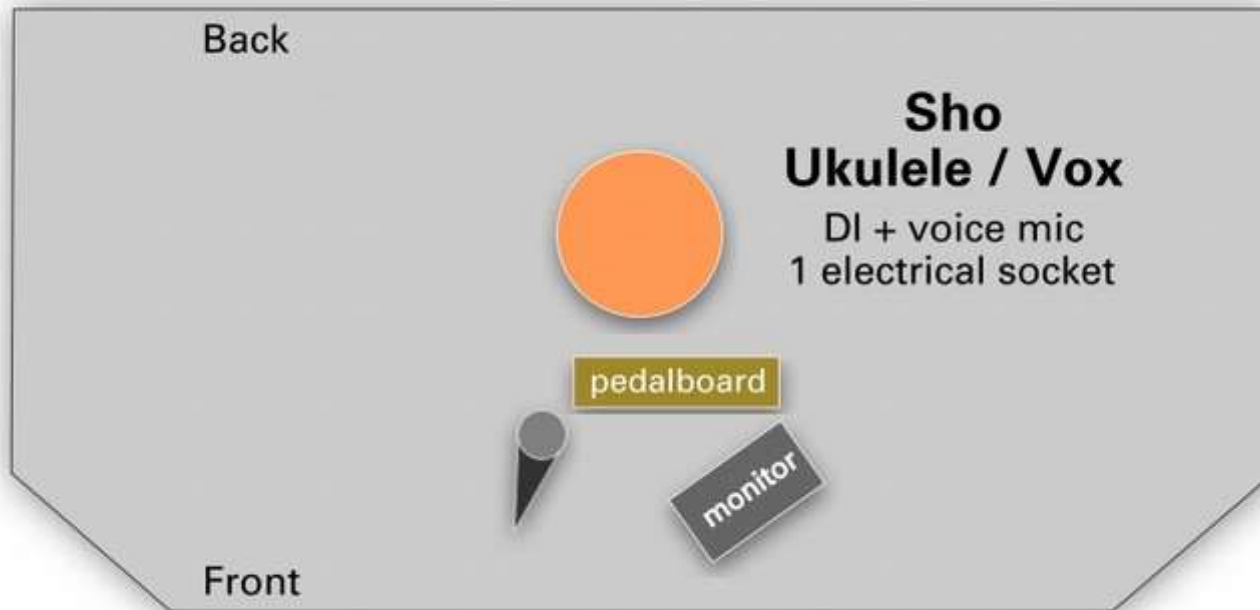 Back
Sho
Ukulele / Vox
DI + voice mic
1 electrical socket
pedalboard
monitor
Front